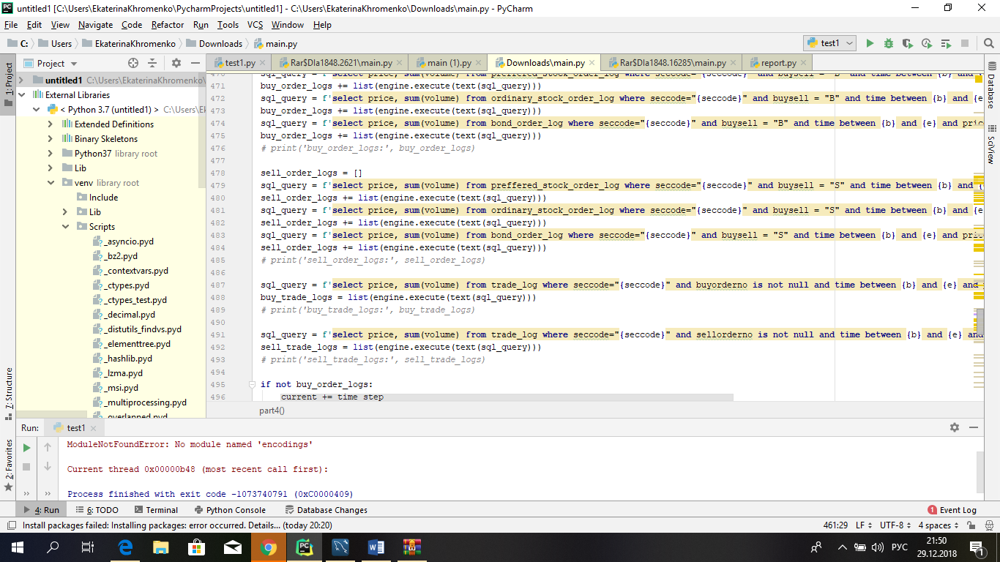 untitled1 [C:\Users\EkaterinaKhromenko\PycharmProjects\untitled1] - C:\Users\EkaterinaKhromenko\Downloads\main.py - PyCharm
File Edit View Navigate Code Refactor Run Tools VCS Window Help
C: Users EkaterinaKhromenko Downloads main.py test1
Project
test1.py Rar$DIa1848.2621\main.py main (1).py Downloads\main.py Rar$DIa1848.16285\main.py report.py
1: Project
7: Structure
2: Favorites
Database
SciView
untitled1 C:\Users\EkaterinaKhromenko\
External Libraries
< Python 3.7 (untitled1) > C:\Users\Ek
Extended Definitions
Binary Skeletons
Python37 library root
Lib
venv library root
Include
Lib
Scripts
_asyncio.pyd
_bz2.pyd
_contextvars.pyd
_ctypes.pyd
_ctypes_test.pyd
_decimal.pyd
_distutils_findvs.pyd
_elementtree.pyd
_hashlib.pyd
_lzma.pyd
_msi.pyd
_multiprocessing.pyd
_overlapped.pyd
470 sql_query = f'select price, sum(volume) from preffered_stock_order_log where seccode="{seccode}" and buysell = "B" and time between {b} and
471 buy_order_logs += list(engine.execute(text(sql_query)))
472 sql_query = f'select price, sum(volume) from ordinary_stock_order_log where seccode="{seccode}" and buysell = "B" and time between {b} and {e
473 buy_order_logs += list(engine.execute(text(sql_query)))
474 sql_query = f'select price, sum(volume) from bond_order_log where seccode="{seccode}" and buysell = "B" and time between {b} and {e} and pric
475 buy_order_logs += list(engine.execute(text(sql_query)))
476 # print('buy_order_logs:', buy_order_logs)
477
478 sell_order_logs = []
479 sql_query = f'select price, sum(volume) from preffered_stock_order_log where seccode="{seccode}" and buysell = "S" and time between {b} and {
480 sell_order_logs += list(engine.execute(text(sql_query)))
481 sql_query = f'select price, sum(volume) from ordinary_stock_order_log where seccode="{seccode}" and buysell = "S" and time between {b} and {e
482 sell_order_logs += list(engine.execute(text(sql_query)))
483 sql_query = f'select price, sum(volume) from bond_order_log where seccode="{seccode}" and buysell = "S" and time between {b} and {e} and pric
484 sell_order_logs += list(engine.execute(text(sql_query)))
485 # print('sell_order_logs:', sell_order_logs)
486
487 sql_query = f'select price, sum(volume) from trade_log where seccode="{seccode}" and buyorderno is not null and time between {b} and {e} and
488 buy_trade_logs = list(engine.execute(text(sql_query)))
489 # print('buy_trade_logs:', buy_trade_logs)
490
491 sql_query = f'select price, sum(volume) from trade_log where seccode="{seccode}" and sellorderno is not null and time between {b} and {e} and
492 sell_trade_logs = list(engine.execute(text(sql_query)))
493 # print('sell_trade_logs:', sell_trade_logs)
494
495 if not buy_order_logs:
496 current += time_step
part4()
Run: test1
ModuleNotFoundError: No module named 'encodings'
Current thread 0x00000b48 (most recent call first):
Process finished with exit code -1073740791 (0xC0000409)
4: Run 6: TODO Terminal Python Console Database Changes 1 Event Log
Install packages failed: Installing packages: error occurred. Details... (today 20:20) 461:29 LF UTF-8 4 spaces
РУС 21:50
29.12.2018 1